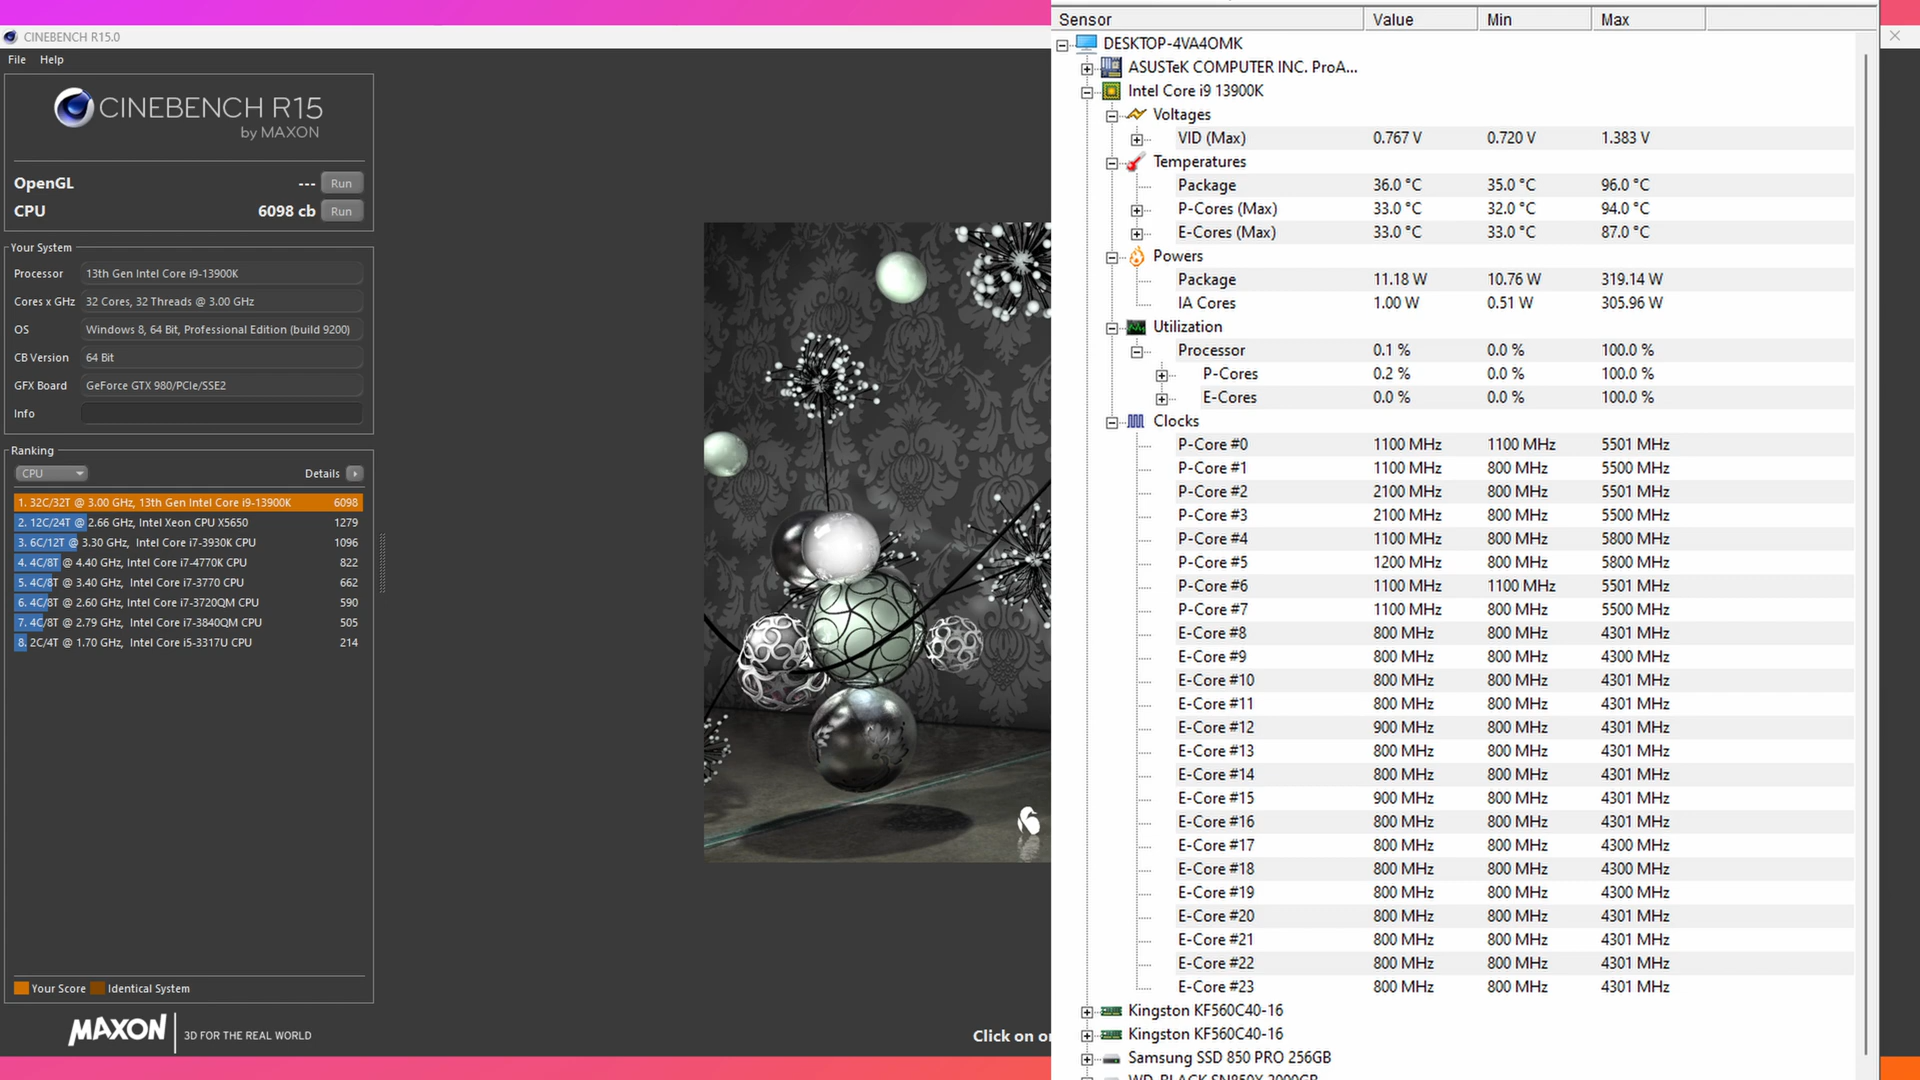 CINEBENCH R15.0
File Help
CINEBENCH R15
by MAXON
OpenGL --- Run
CPU 6098 cb Run
Your System
Processor 13th Gen Intel Core i9-13900K
Cores x GHz 32 Cores, 32 Threads @ 3.00 GHz
OS Windows 8, 64 Bit, Professional Edition (build 9200)
CB Version 64 Bit
GFX Board GeForce GTX 980/PCIe/SSE2
Info
Ranking
CPU Details
1. 32C/32T @ 3.00 GHz, 13th Gen Intel Core i9-13900K 6098
2. 12C/24T @ 2.66 GHz, Intel Xeon CPU X5650 1279
3. 6C/12T @ 3.30 GHz, Intel Core i7-3930K CPU 1096
4. 4C/8T @ 4.40 GHz, Intel Core i7-4770K CPU 822
5. 4C/8T @ 3.40 GHz, Intel Core i7-3770 CPU 662
6. 4C/8T @ 2.60 GHz, Intel Core i7-3720QM CPU 590
7. 4C/8T @ 2.79 GHz, Intel Core i7-3840QM CPU 505
8. 2C/4T @ 1.70 GHz, Intel Core i5-3317U CPU 214
Your Score Identical System
MAXON 3D FOR THE REAL WORLD
Click on
Sensor Value Min Max
DESKTOP-4VA4OMK
ASUSTeK COMPUTER INC. ProA...
Intel Core i9 13900K
Voltages
VID (Max) 0.767 V 0.720 V 1.383 V
Temperatures
Package 36.0 °C 35.0 °C 96.0 °C
P-Cores (Max) 33.0 °C 32.0 °C 94.0 °C
E-Cores (Max) 33.0 °C 33.0 °C 87.0 °C
Powers
Package 11.18 W 10.76 W 319.14 W
IA Cores 1.00 W 0.51 W 305.96 W
Utilization
Processor 0.1 % 0.0 % 100.0 %
P-Cores 0.2 % 0.0 % 100.0 %
E-Cores 0.0 % 0.0 % 100.0 %
Clocks
P-Core #0 1100 MHz 1100 MHz 5501 MHz
P-Core #1 1100 MHz 800 MHz 5500 MHz
P-Core #2 2100 MHz 800 MHz 5501 MHz
P-Core #3 2100 MHz 800 MHz 5500 MHz
P-Core #4 1100 MHz 800 MHz 5800 MHz
P-Core #5 1200 MHz 800 MHz 5800 MHz
P-Core #6 1100 MHz 1100 MHz 5501 MHz
P-Core #7 1100 MHz 800 MHz 5500 MHz
E-Core #8 800 MHz 800 MHz 4301 MHz
E-Core #9 800 MHz 800 MHz 4300 MHz
E-Core #10 800 MHz 800 MHz 4301 MHz
E-Core #11 800 MHz 800 MHz 4301 MHz
E-Core #12 900 MHz 800 MHz 4301 MHz
E-Core #13 800 MHz 800 MHz 4301 MHz
E-Core #14 800 MHz 800 MHz 4301 MHz
E-Core #15 900 MHz 800 MHz 4301 MHz
E-Core #16 800 MHz 800 MHz 4301 MHz
E-Core #17 800 MHz 800 MHz 4300 MHz
E-Core #18 800 MHz 800 MHz 4300 MHz
E-Core #19 800 MHz 800 MHz 4300 MHz
E-Core #20 800 MHz 800 MHz 4301 MHz
E-Core #21 800 MHz 800 MHz 4301 MHz
E-Core #22 800 MHz 800 MHz 4301 MHz
E-Core #23 800 MHz 800 MHz 4301 MHz
Kingston KF560C40-16
Kingston KF560C40-16
Samsung SSD 850 PRO 256GB